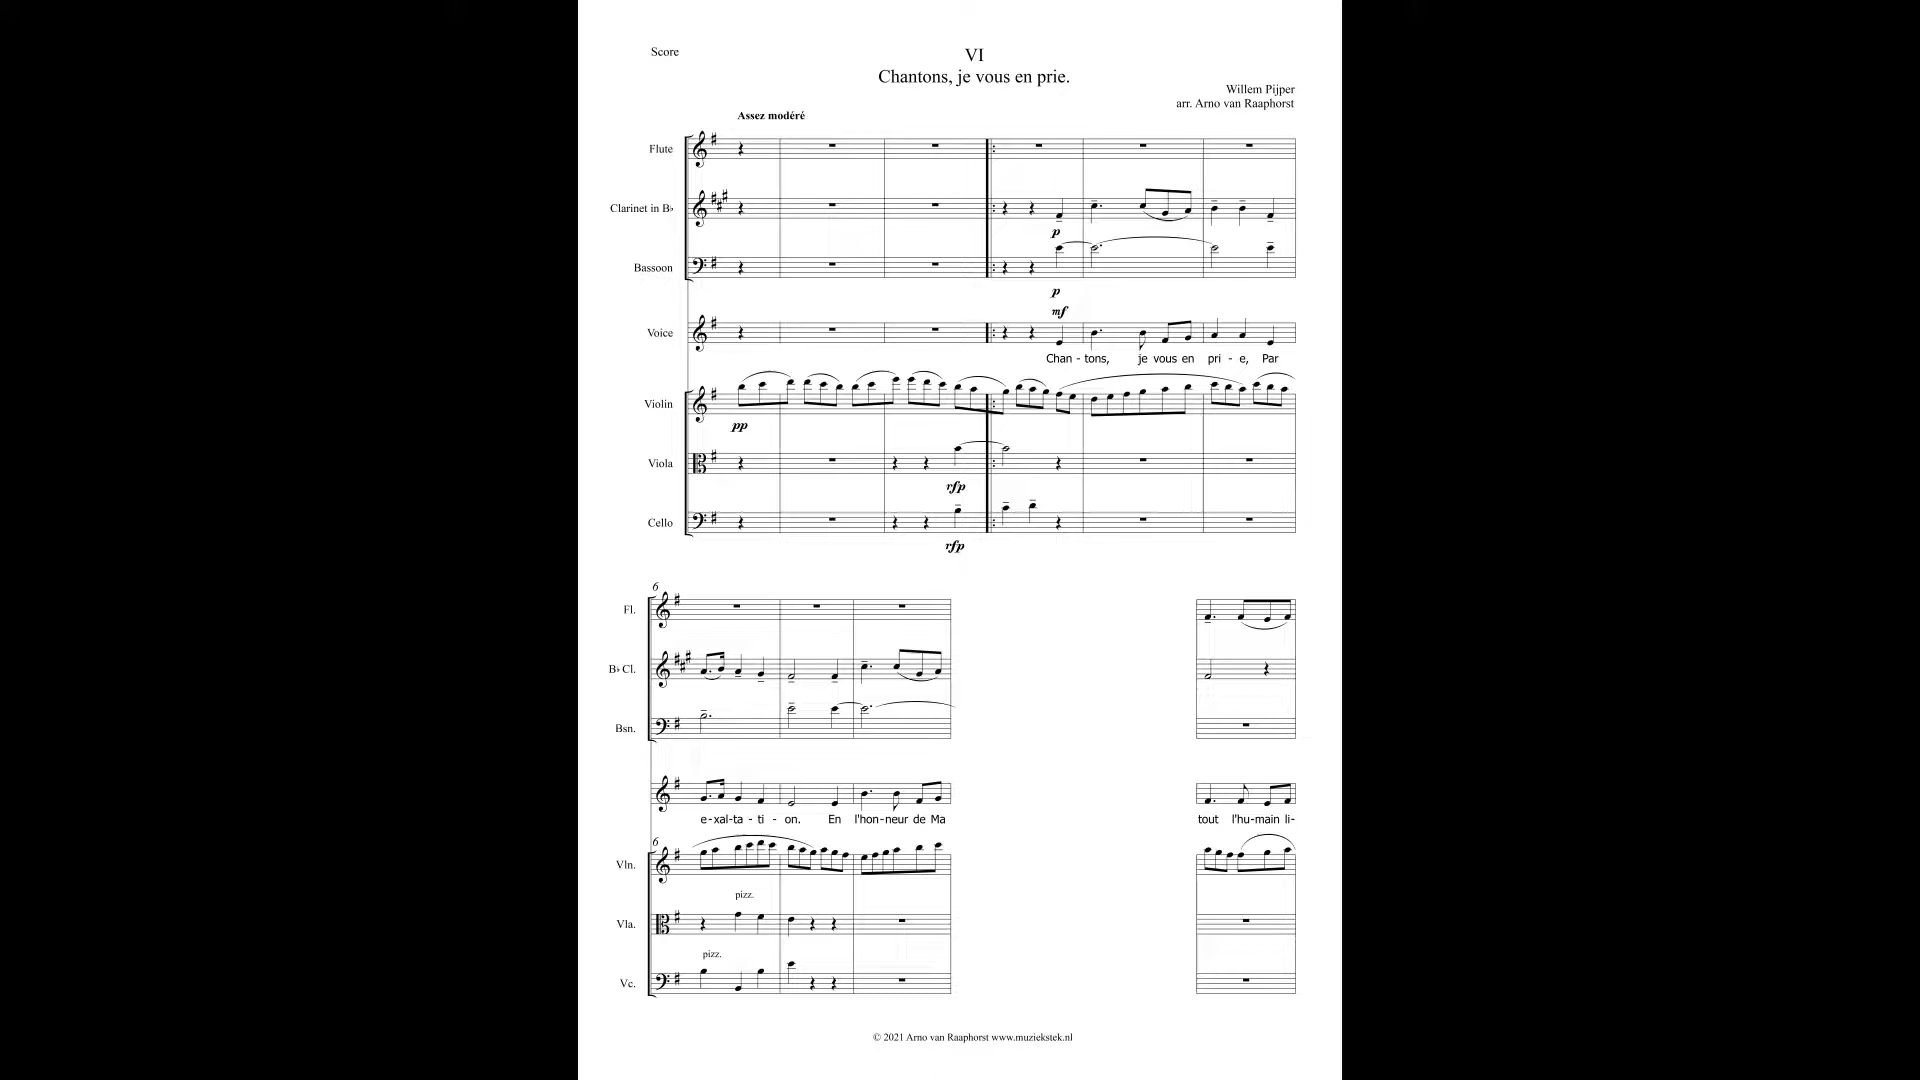 Score
VI
Chantons, je vous en prie.
Willem Pijper
arr. Arno van Raaphorst
Assez modéré
Flute
Clarinet in B♭
p
Bassoon
p
mf
Voice
Chan - tons, je vous en pri - e, Par
Violin
pp
Viola
rfp
Cello
rfp
6
Fl.
B♭ Cl.
Bsn.
e-xal-ta - ti - on. En l'hon-neur de Ma tout l'hu-main li-
6
Vln.
pizz.
Vla.
pizz.
Vc.
© 2021 Arno van Raaphorst www.muziekstek.nl